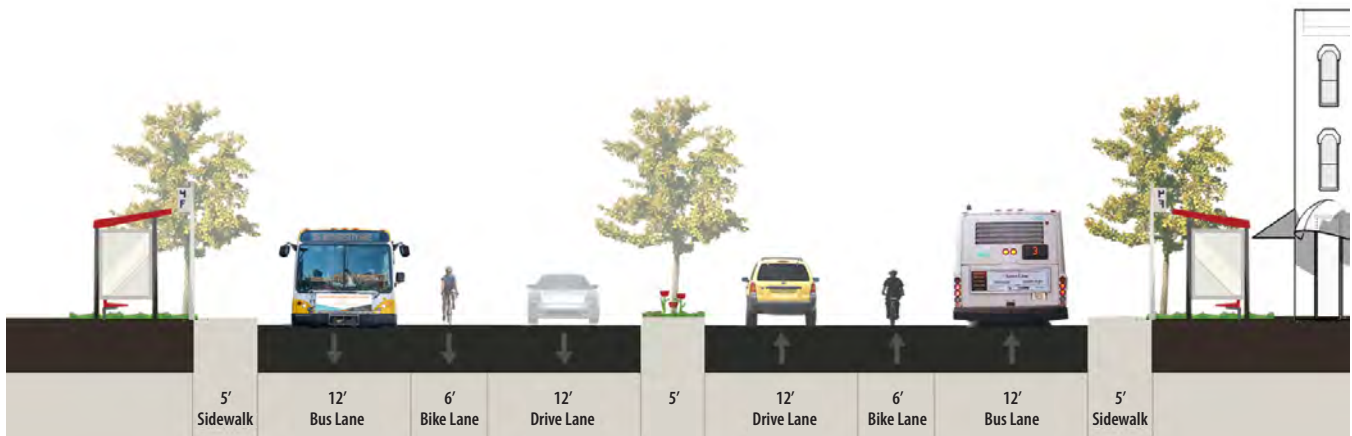 3
5′
Sidewalk
12′
Bus Lane
6′
Bike Lane
12′
Drive Lane
5′
12′
Drive Lane
6′
Bike Lane
12′
Bus Lane
5′
Sidewalk